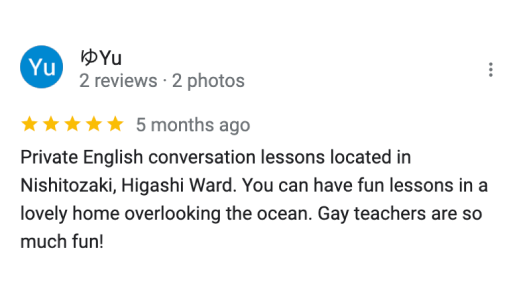 Yu
ゆYu
2 reviews · 2 photos
5 months ago
Private English conversation lessons located in
Nishitozaki, Higashi Ward. You can have fun lessons in a
lovely home overlooking the ocean. Gay teachers are so
much fun!